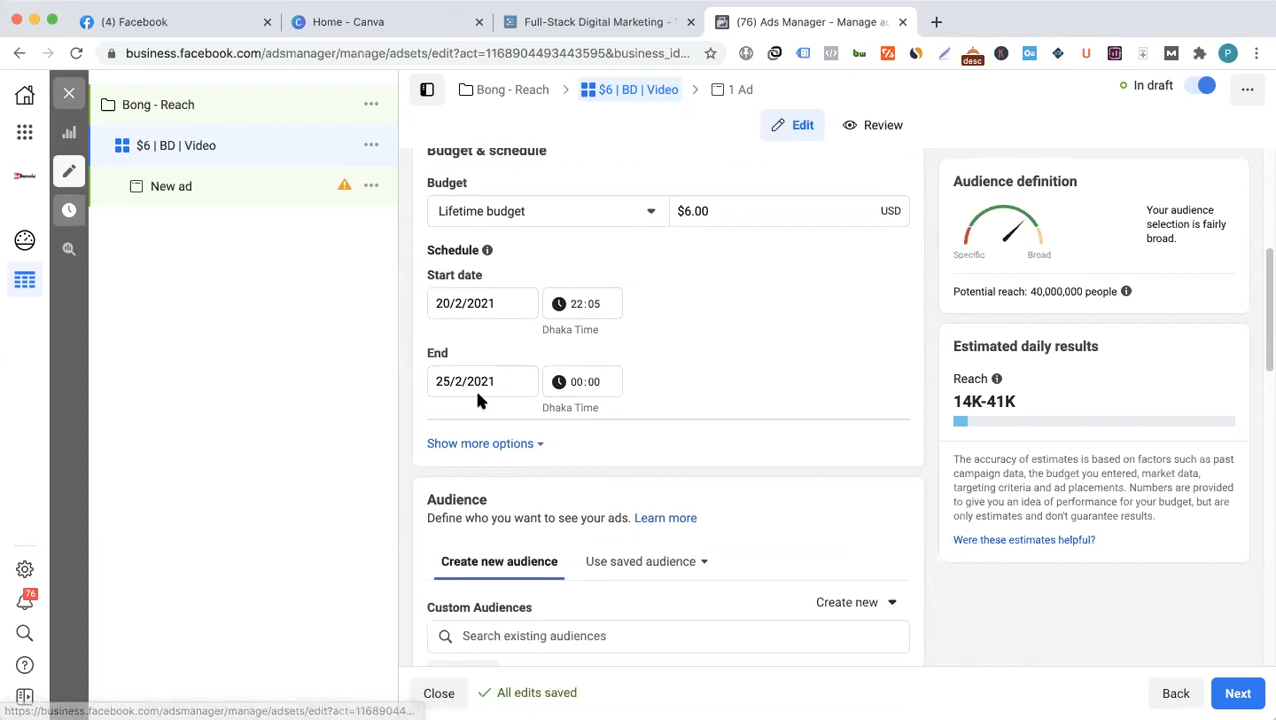 (4) Facebook
Home - Canva
Full-Stack Digital Marketing -
(76) Ads Manager - Manage
business.facebook.com/adsmanager/manage/adsets/edit?act=1168904493443595&business_id...
desc
bw
P
Bong - Reach
$6 | BD | Video
New ad
Bong - Reach
$6 | BD | Video
1 Ad
In draft
Edit
Review
Budget & schedule
Budget
Lifetime budget
$6.00
USD
Schedule
Start date
20/2/2021
22:05
Dhaka Time
End
25/2/2021
00:00
Dhaka Time
Show more options
Audience
Define who you want to see your ads. Learn more
Create new audience
Use saved audience
Custom Audiences
Create new
Search existing audiences
Audience definition
Specific
Broad
Your audience
selection is fairly
broad.
Potential reach: 40,000,000 people
Estimated daily results
Reach
14K-41K
The accuracy of estimates is based on factors such as past
campaign data, the budget you entered, market data,
targeting criteria and ad placements. Numbers are provided
to give you an idea of performance for your budget, but are
only estimates and don't guarantee results.
Were these estimates helpful?
76
Close
All edits saved
Back
Next
https://business.facebook.com/adsmanager/manage/adsets/edit?act=11689044...